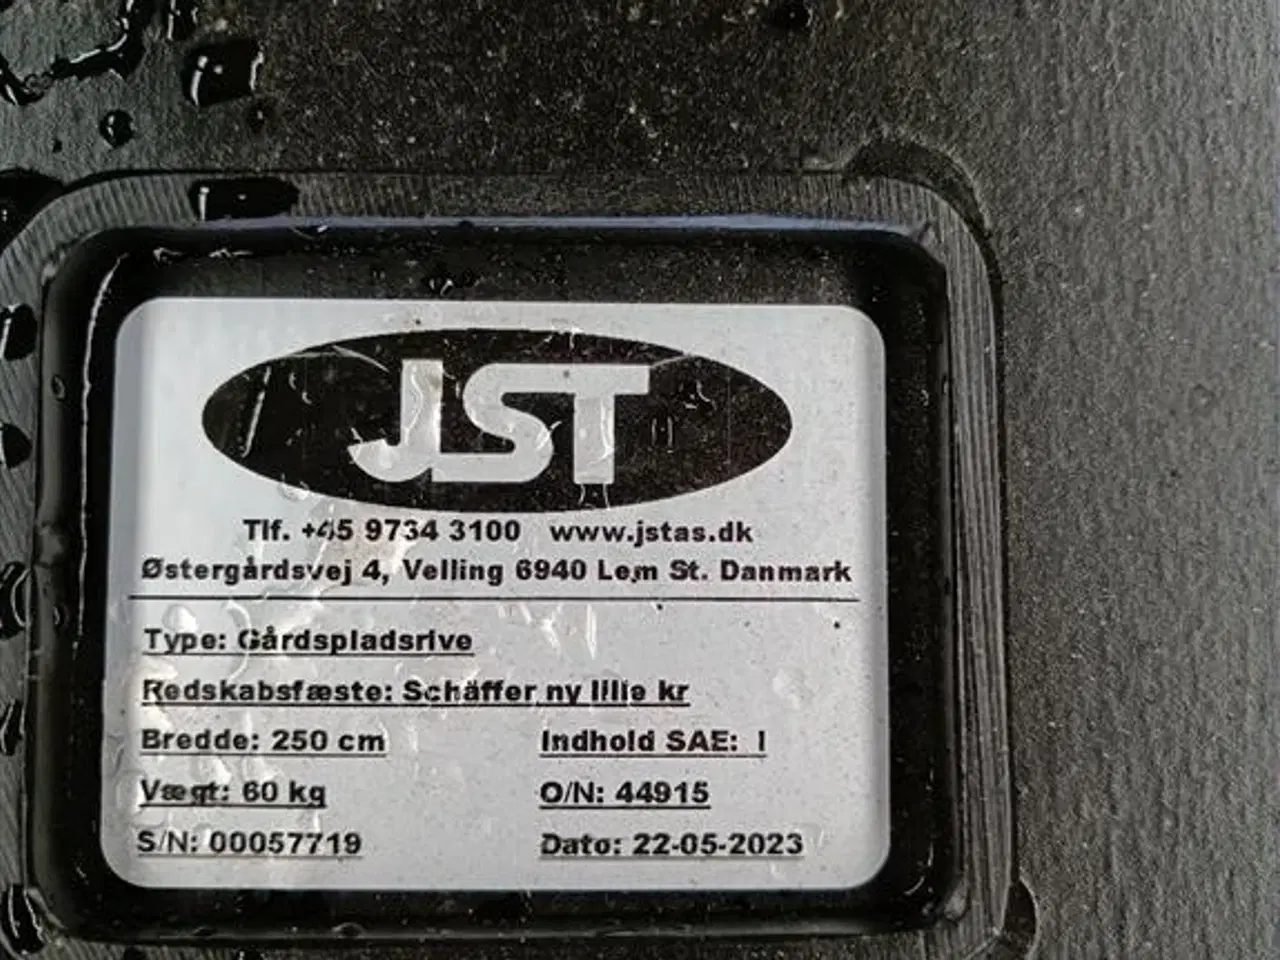 JST
Tlf. +45 9734 3100 www.jstas.dk
Østergårdsvej 4, Velling 6940 Lem St. Danmark
Type: Gårdspladsrive
Redskabsfæste: Schäffer ny lille kr
Bredde: 250 cm Indhold SAE: l
Vægt: 60 kg O/N: 44915
S/N: 00057719 Dato: 22-05-2023